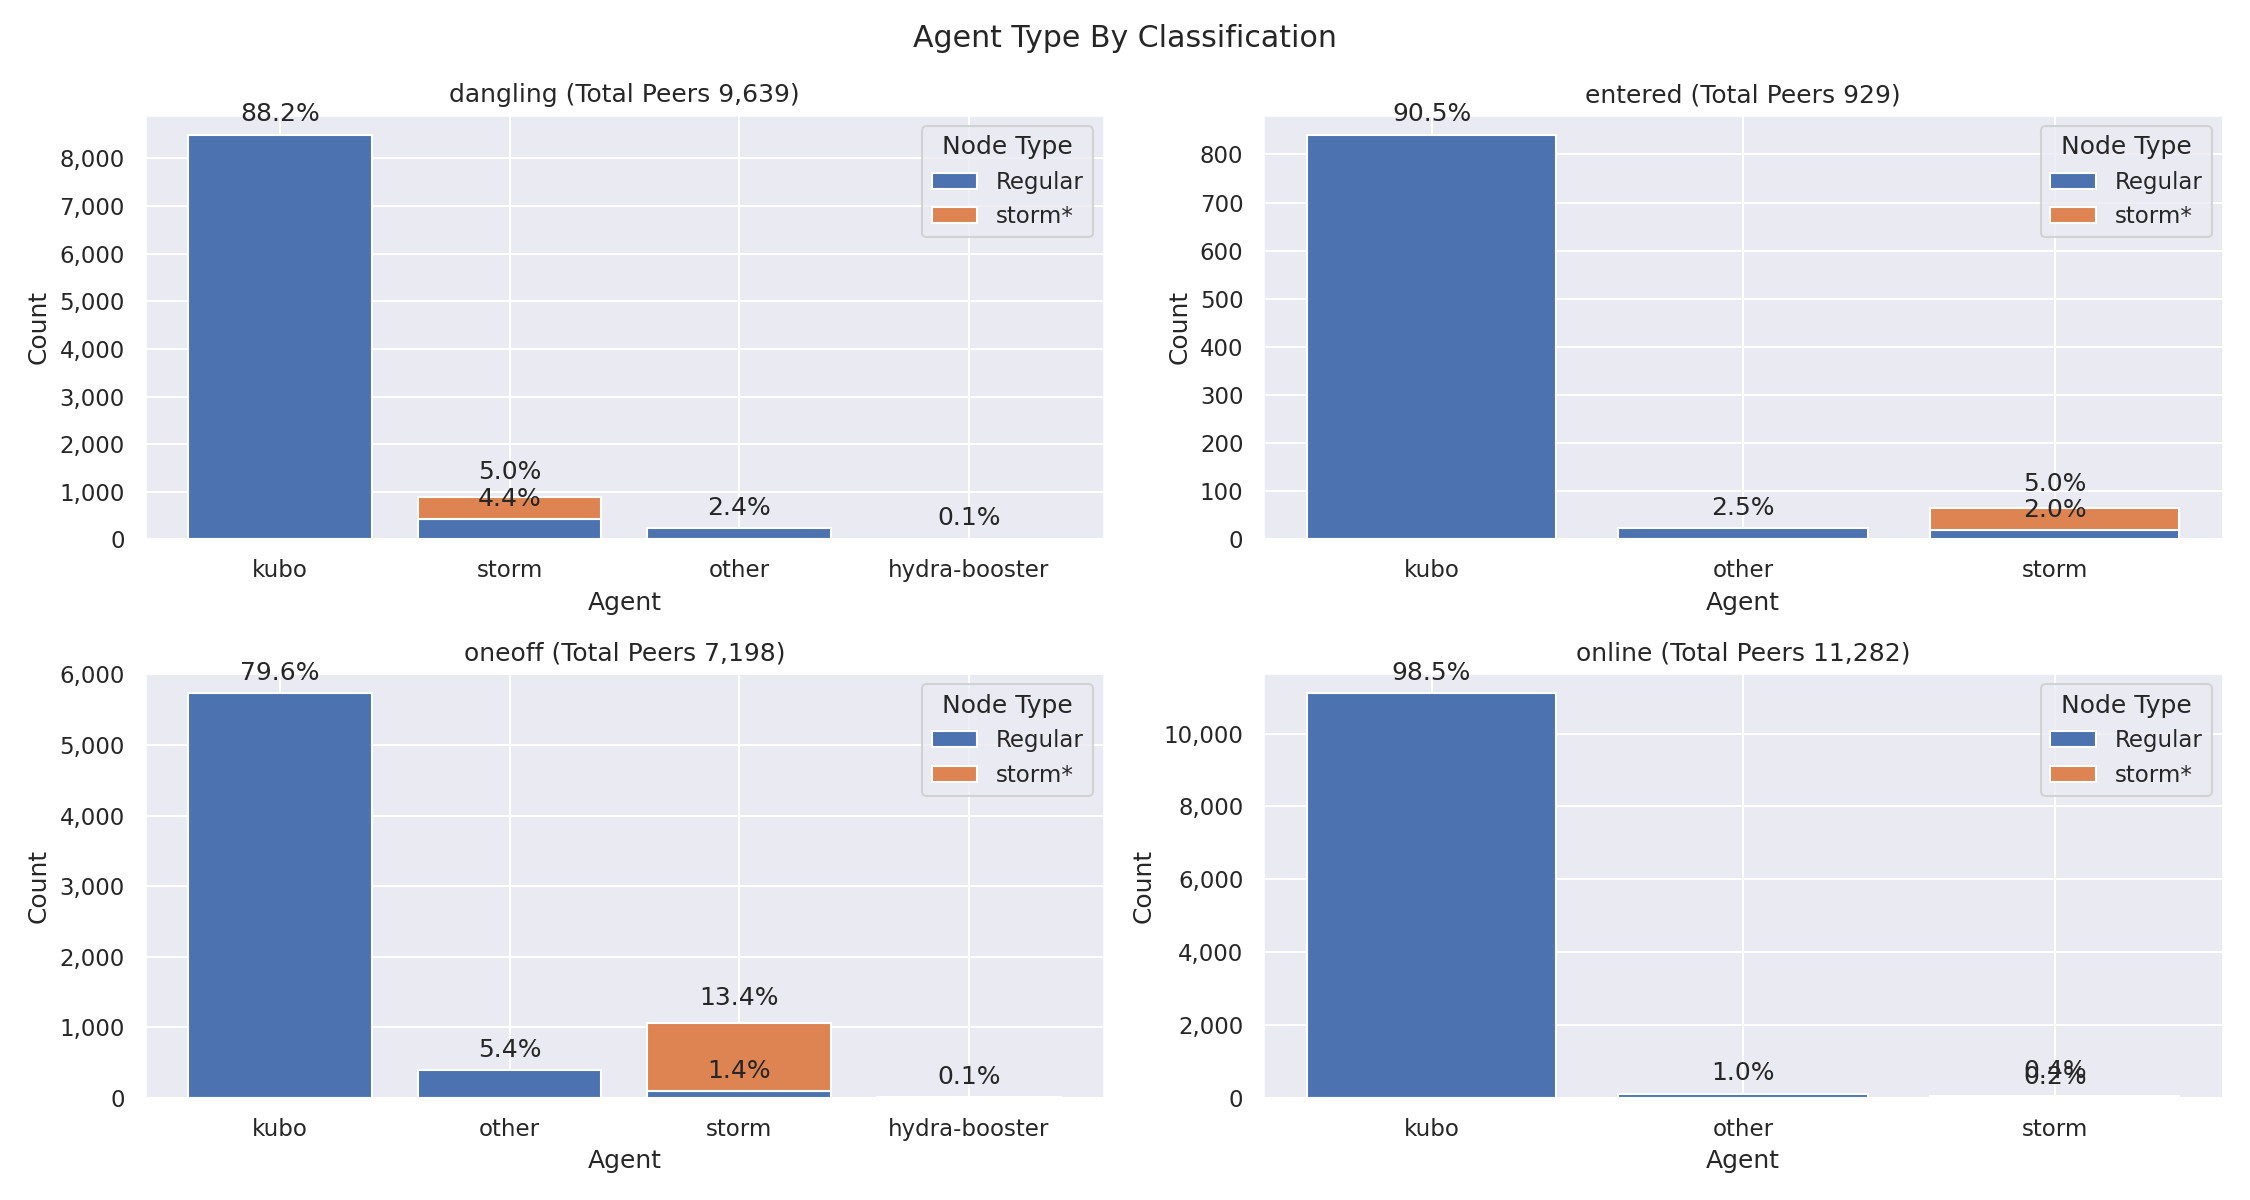 Agent Type By Classification
dangling (Total Peers 9,639)
88.2%
5.0%
4.4%
2.4%
0.1%
Node Type
Regular
storm*
8,000
7,000
6,000
5,000
4,000
3,000
2,000
1,000
0
Count
kubo
storm
other
hydra-booster
Agent
entered (Total Peers 929)
90.5%
2.5%
5.0%
2.0%
Node Type
Regular
storm*
800
700
600
500
400
300
200
100
0
Count
kubo
other
storm
Agent
oneoff (Total Peers 7,198)
79.6%
5.4%
13.4%
1.4%
0.1%
Node Type
Regular
storm*
6,000
5,000
4,000
3,000
2,000
1,000
0
Count
kubo
other
storm
hydra-booster
Agent
online (Total Peers 11,282)
98.5%
1.0%
0.4%
0.2%
Node Type
Regular
storm*
10,000
8,000
6,000
4,000
2,000
0
Count
kubo
other
storm
Agent